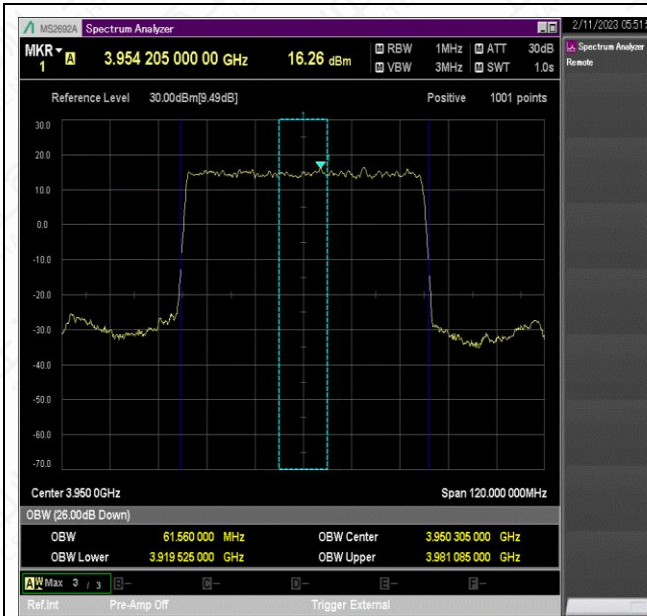 MS2692A Spectrum Analyzer
2/11/2023 05:51:5
MKR 1 A 3.954 205 000 00 GHz 16.26 dBm
M RBW 1MHz M ATT 30dB
M VBW 3MHz M SWT 1.0s
Spectrum Analyzer
Remote
Reference Level 30.00dBm[9.49dB] Positive 1001 points
30.0
20.0
10.0
0.0
-10.0
-20.0
-30.0
-40.0
-50.0
-60.0
-70.0
Center 3.950 0GHz Span 120.000 000MHz
OBW (26.00dB Down)
OBW 61.560 000 MHz OBW Center 3.950 305 000 GHz
OBW Lower 3.919 525 000 GHz OBW Upper 3.981 085 000 GHz
A W Max 3 / 3 B- C- D- E- F-
Ref.Int Pre-Amp Off Trigger External